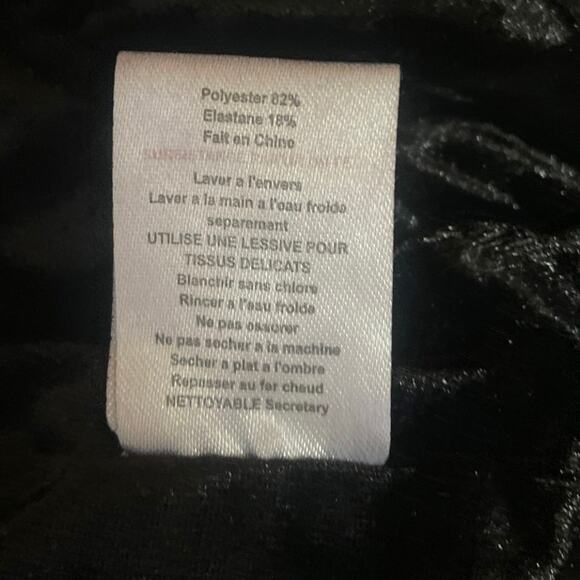 Polyester 82%
Elastane 18%
Fait en Chine
Laver a l'envers
Laver a la main a l'eau froide
separemant
UTILISE UNE LESSIVE POUR
TISSUS DELICATS
Blanchir sans chlore
Rincer a l'eau froide
Ne pas essorer
Ne pas secher a la machine
Secher a plat a l'ombre
Repasser au fer chaud
NETTOYABLE Secretary